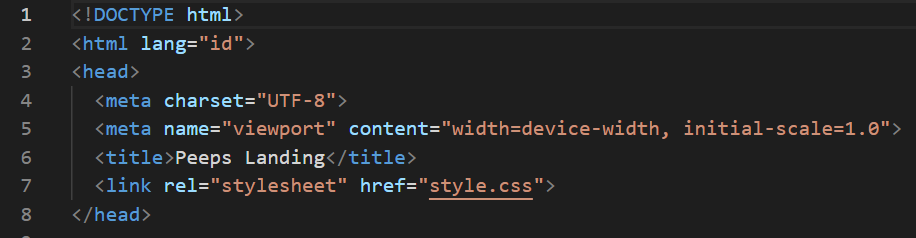 1 <!DOCTYPE html>
2 <html lang="id">
3 <head>
4 <meta charset="UTF-8">
5 <meta name="viewport" content="width=device-width, initial-scale=1.0">
6 <title>Peeps Landing</title>
7 <link rel="stylesheet" href="style.css">
8 </head>